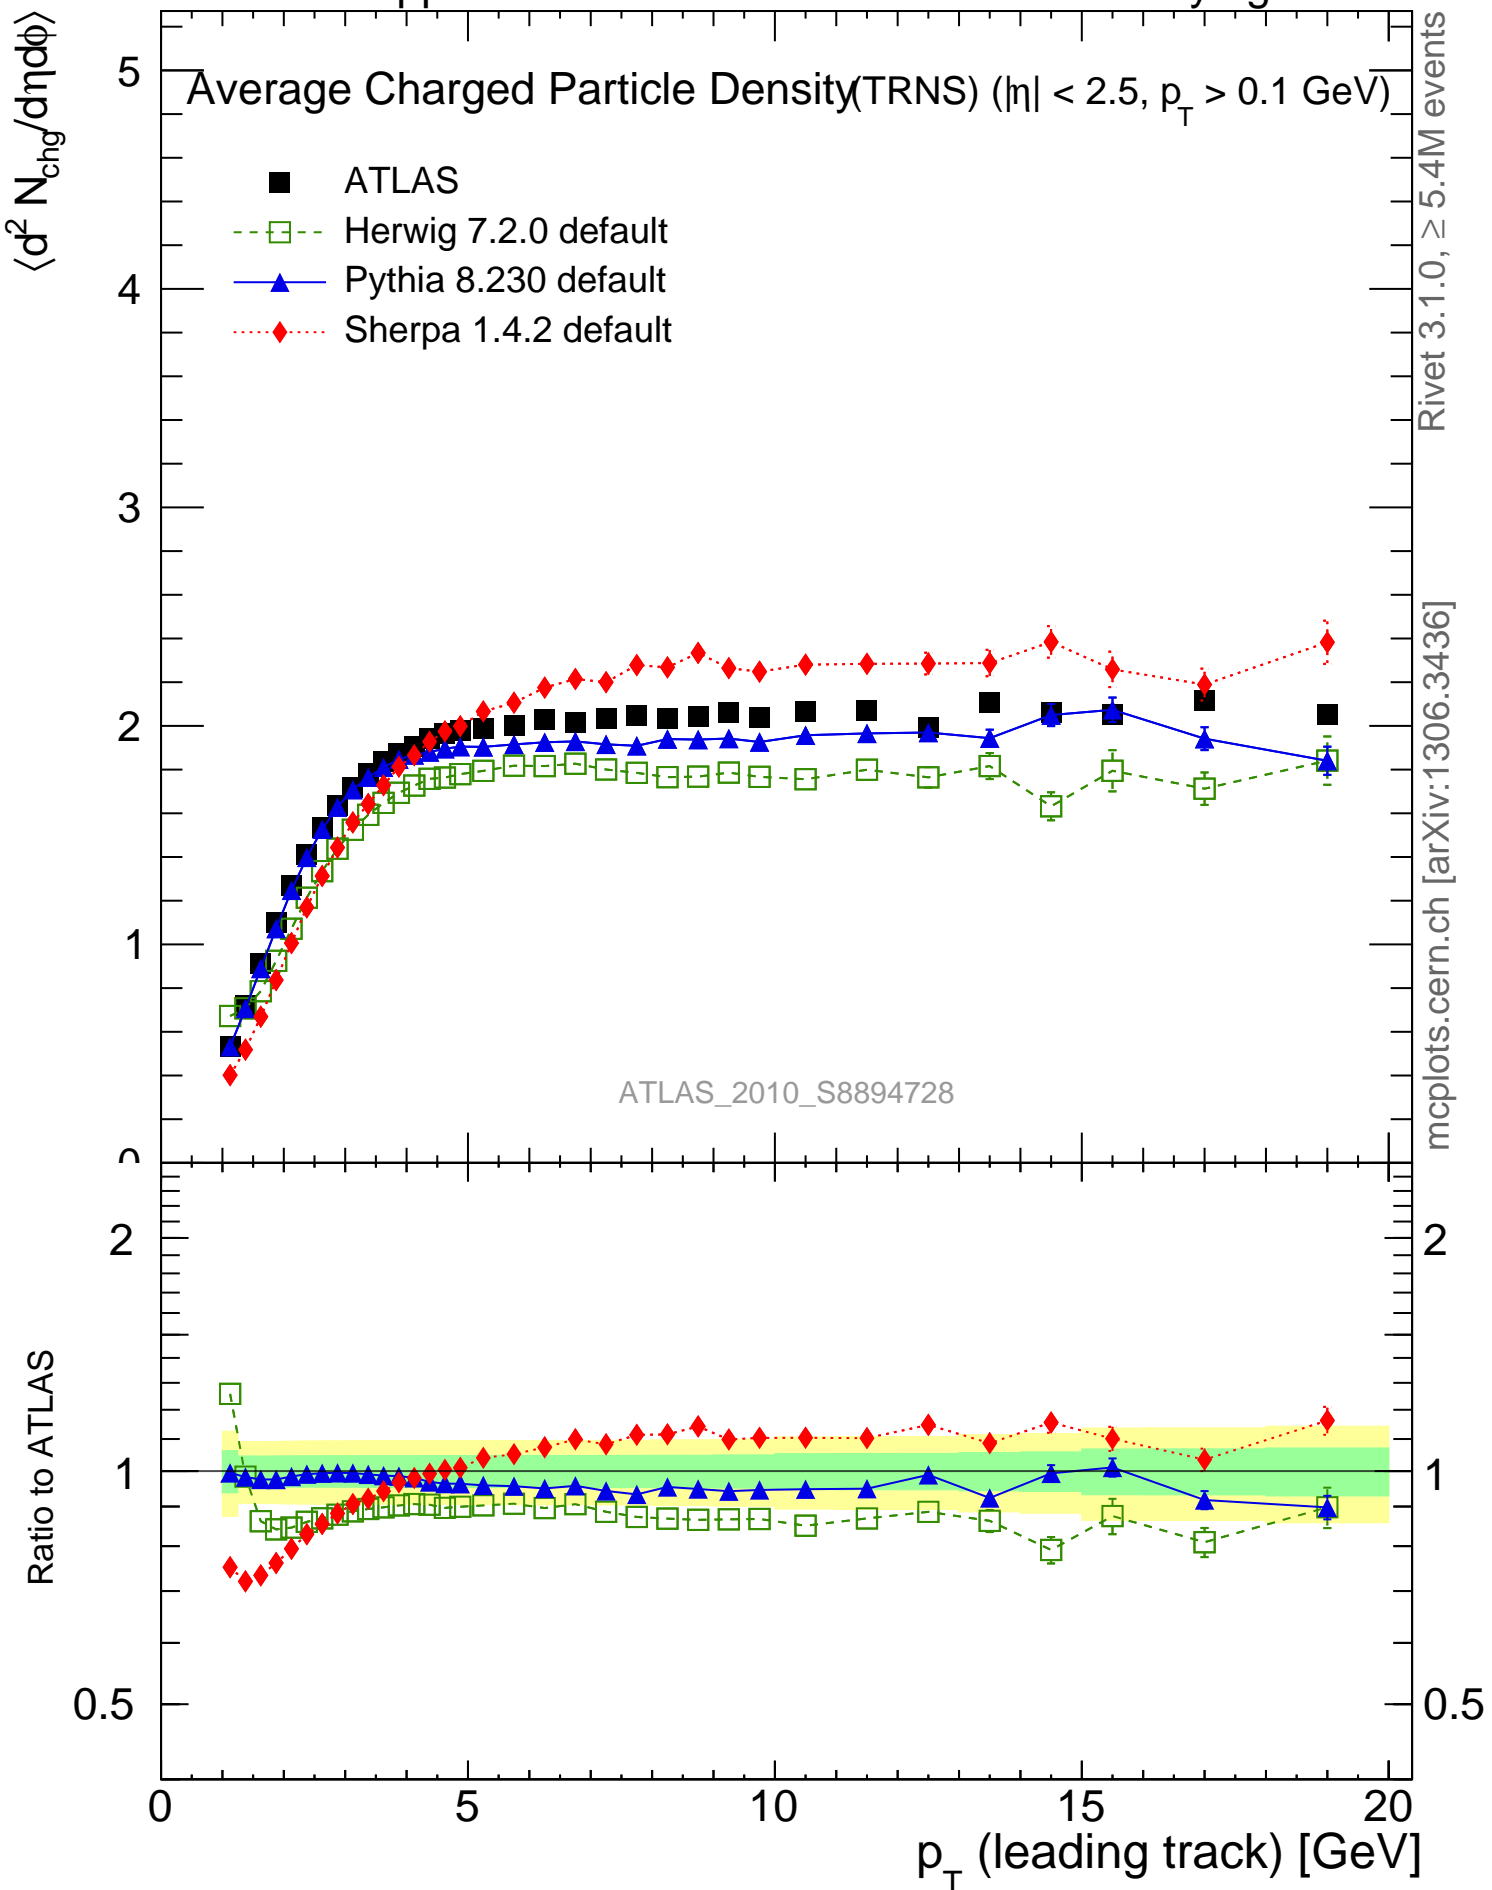 ⟨d² N_chg/dηdϕ⟩
Average Charged Particle Density (TRNS) (|η| < 2.5, p_T > 0.1 GeV)
ATLAS
Herwig 7.2.0 default
Pythia 8.230 default
Sherpa 1.4.2 default
5
4
3
2
1
0
ATLAS_2010_S8894728
Rivet 3.1.0, ≥ 5.4M events
mcplots.cern.ch [arXiv:1306.3436]
Ratio to ATLAS
2
1
0.5
2
1
0.5
0 5 10 15 20
p_T (leading track) [GeV]